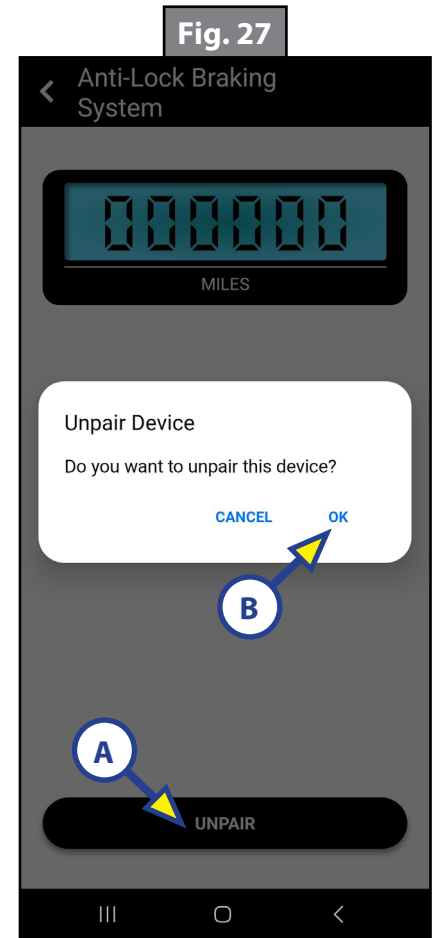 Fig. 27
Anti-Lock Braking
System
000000
MILES
Unpair Device
Do you want to unpair this device?
CANCEL OK
B
A
UNPAIR